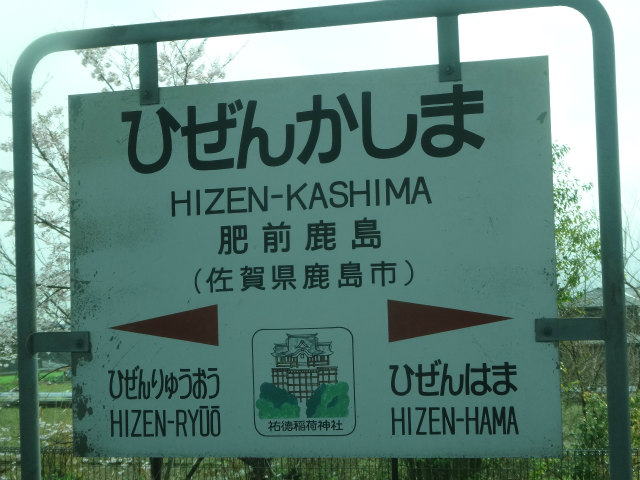 ひぜんかしま
HIZEN-KASHIMA
肥前鹿島
(佐賀県鹿島市)
ひぜんりゅうおう
HIZEN-RYŪŌ
祐徳稲荷神社
ひぜんはま
HIZEN-HAMA